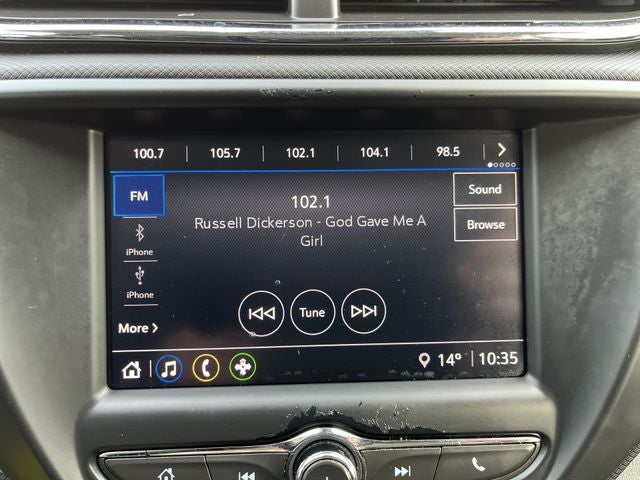 100.7 105.7 102.1 104.1 98.5
FM
102.1
Sound
Russell Dickerson - God Gave Me A
Girl
Browse
iPhone
iPhone
Tune
More
14° 10:35